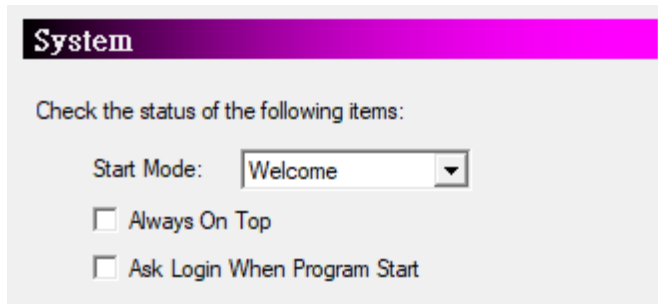 System
Check the status of the following items:
Start Mode: Welcome
Always On Top
Ask Login When Program Start